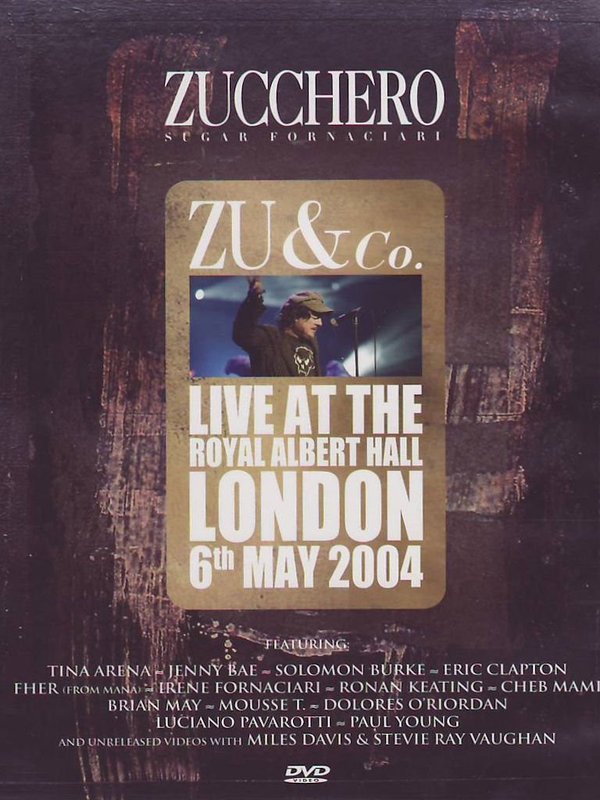 ZUCCHERO
SUGAR FORNACIARI
ZU & Co.
LIVE AT THE
ROYAL ALBERT HALL
LONDON
6th MAY 2004
FEATURING:
TINA ARENA ~ JENNY BAE ~ SOLOMON BURKE ~ ERIC CLAPTON
FHER (FROM MANA) ~ IRENE FORNACIARI ~ RONAN KEATING ~ CHEB MAMI
BRIAN MAY ~ MOUSSE T. ~ DOLORES O'RIORDAN
LUCIANO PAVAROTTI ~ PAUL YOUNG
AND UNRELEASED VIDEOS WITH MILES DAVIS & STEVIE RAY VAUGHAN
DVD
VIDEO